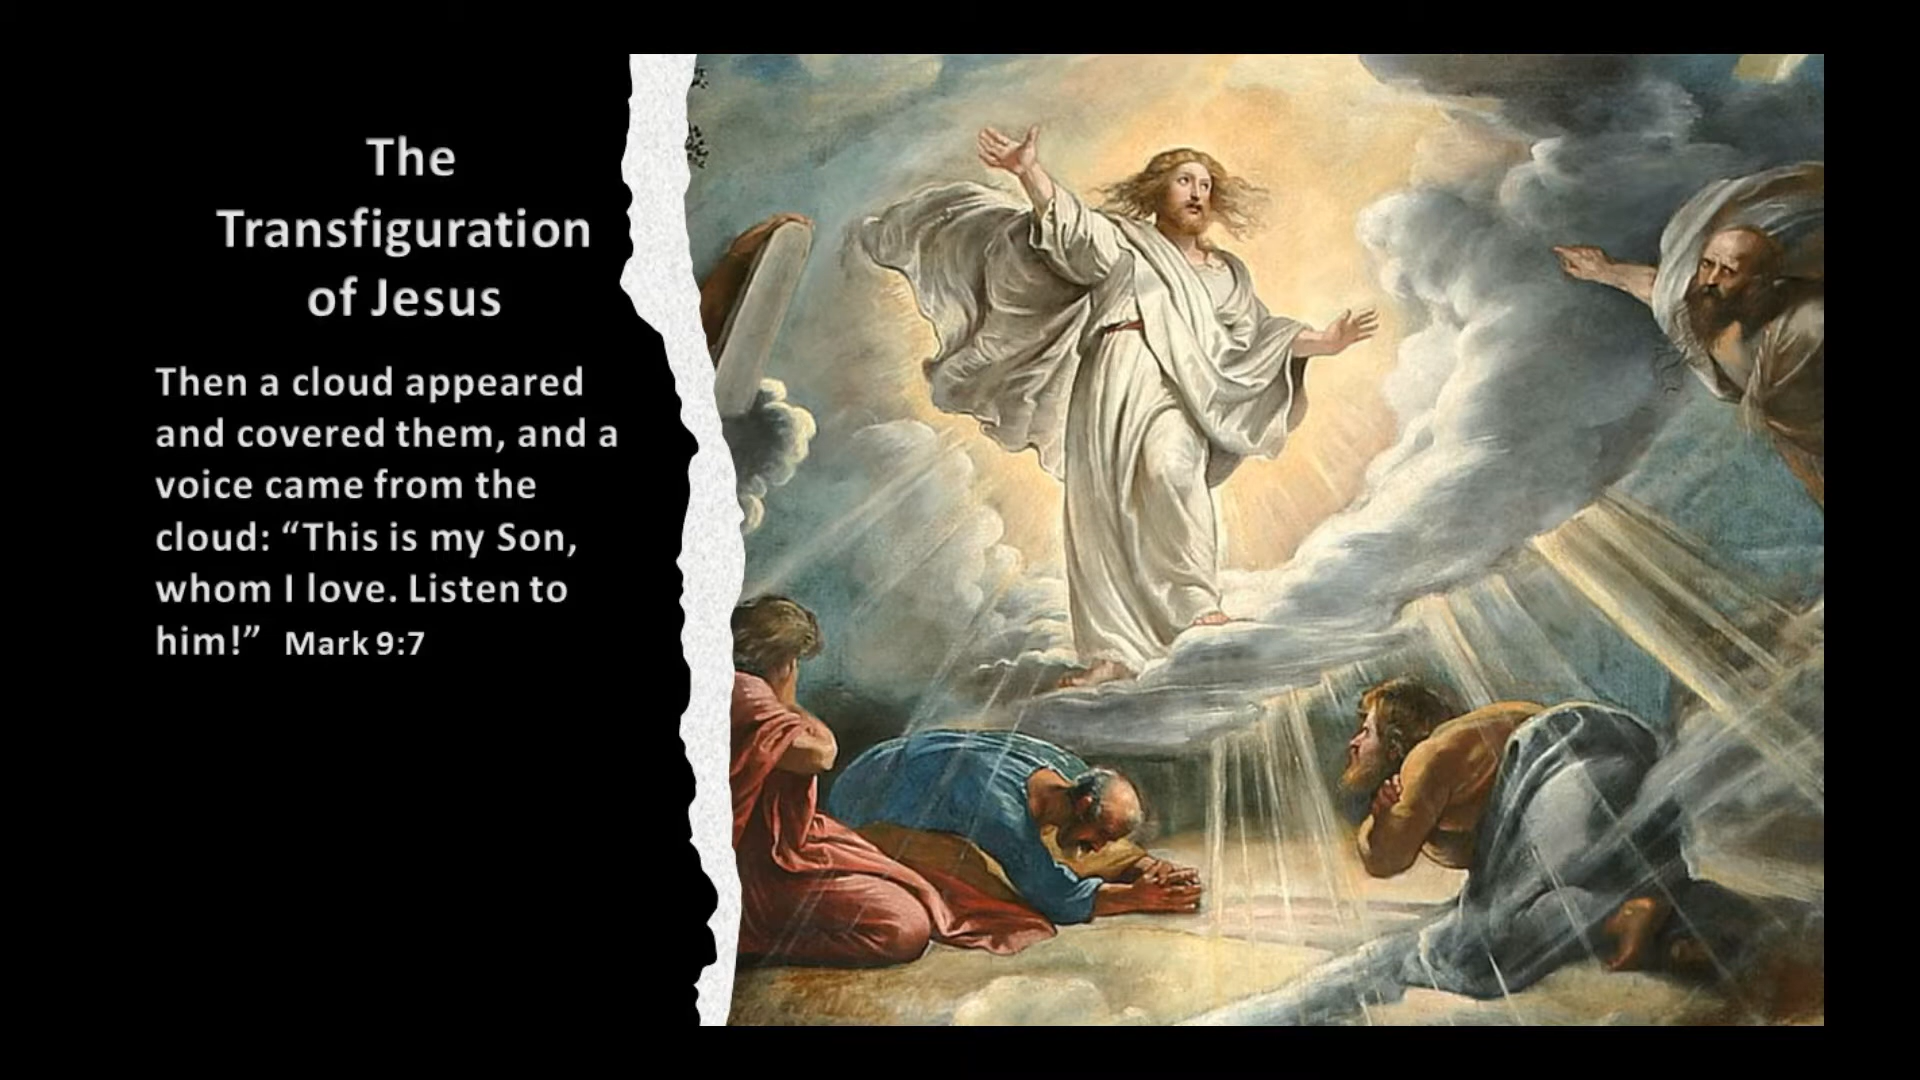 The
Transfiguration
of Jesus
Then a cloud appeared
and covered them, and a
voice came from the
cloud: “This is my Son,
whom I love. Listen to
him!” Mark 9:7